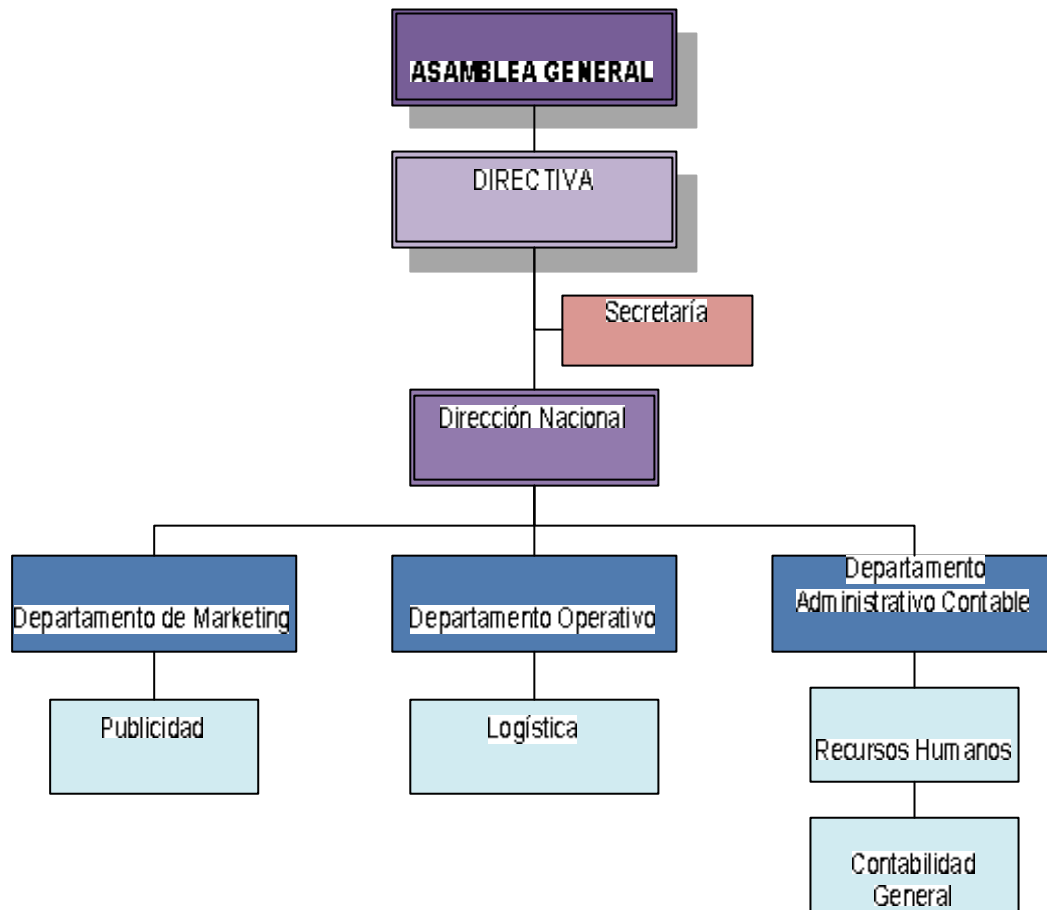 ASAMBLEA GENERAL
DIRECTIVA
Secretaría
Dirección Nacional
Departamento de Marketing
Departamento Operativo
Departamento
Administrativo Contable
Publicidad
Logística
Recursos Humanos
Contabilidad
General